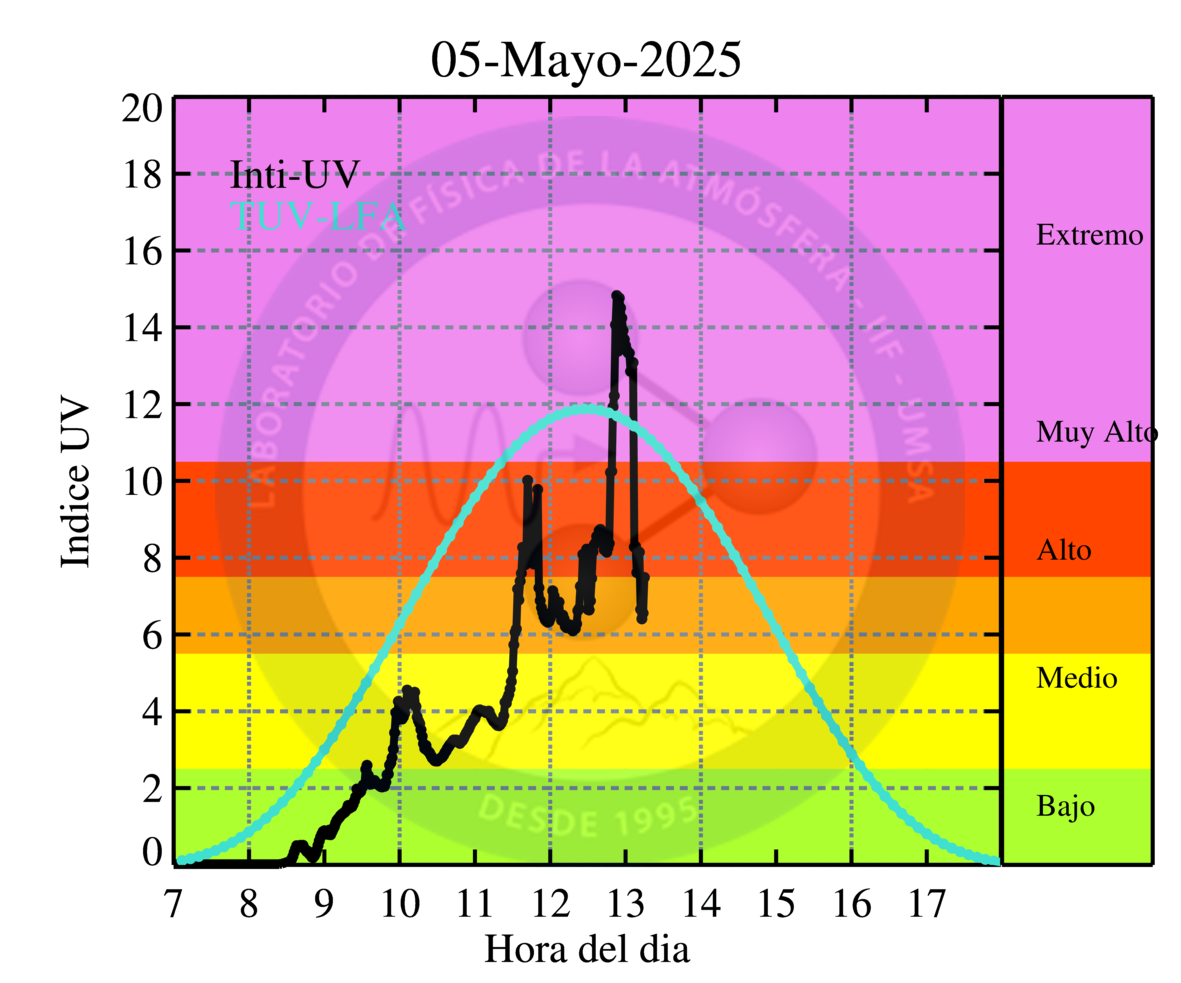 05-Mayo-2025
Inti-UV
TUV-LFA
LABORATORIO DE FÍSICA DE LA ATMÓSFERA - IIF - UMSA
DESDE 1995
Indice UV
20
18
16
14
12
10
8
6
4
2
0
Extremo
Muy Alto
Alto
Medio
Bajo
7 8 9 10 11 12 13 14 15 16 17
Hora del dia